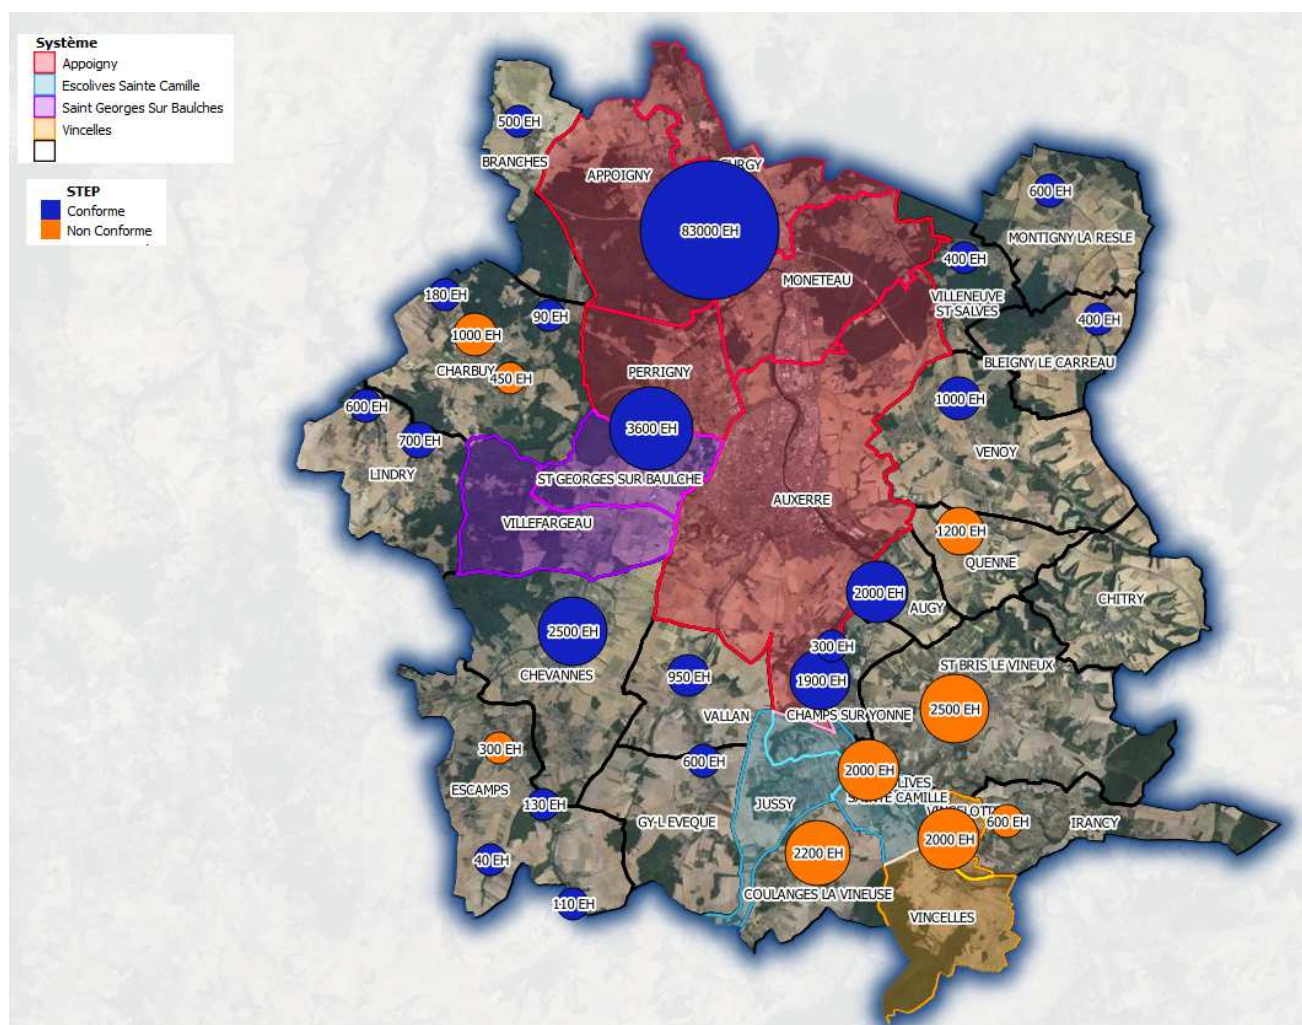 Système
Appoigny
Escolives Sainte Camille
Saint Georges Sur Baulches
Vincelles
STEP
Conforme
Non Conforme
500 EH
BRANCHES
APPOIGNY
83000 EH
600 EH
MONTIGNY LA RESLE
MONETEAU
400 EH
VILLENEUVE
ST SALVES
180 EH
90 EH
400 EH
1000 EH
CHARBUY
450 EH
PERRIGNY
BLEIGNY LE CARREAU
600 EH
1000 EH
3600 EH
700 EH
LINDRY
VENOY
ST GEORGES SUR BAULCHE
AUXERRE
VILLEFARGEAU
1200 EH
QUENNE
2000 EH
AUGY
CHITRY
2500 EH
CHEVANNES
300 EH
ST BRIS LE VINEUX
950 EH
1900 EH
2500 EH
VALLAN
CHAMPS SUR YONNE
300 EH
600 EH
2000 EH
ESCAMPS
LIVES
SAINTE CAMILLE
130 EH
JUSSY
GY-L EVEQUE
600 EH
IRANCY
2000 EH
2200 EH
40 EH
COULANGES LA VINEUSE
110 EH
VINCELLES